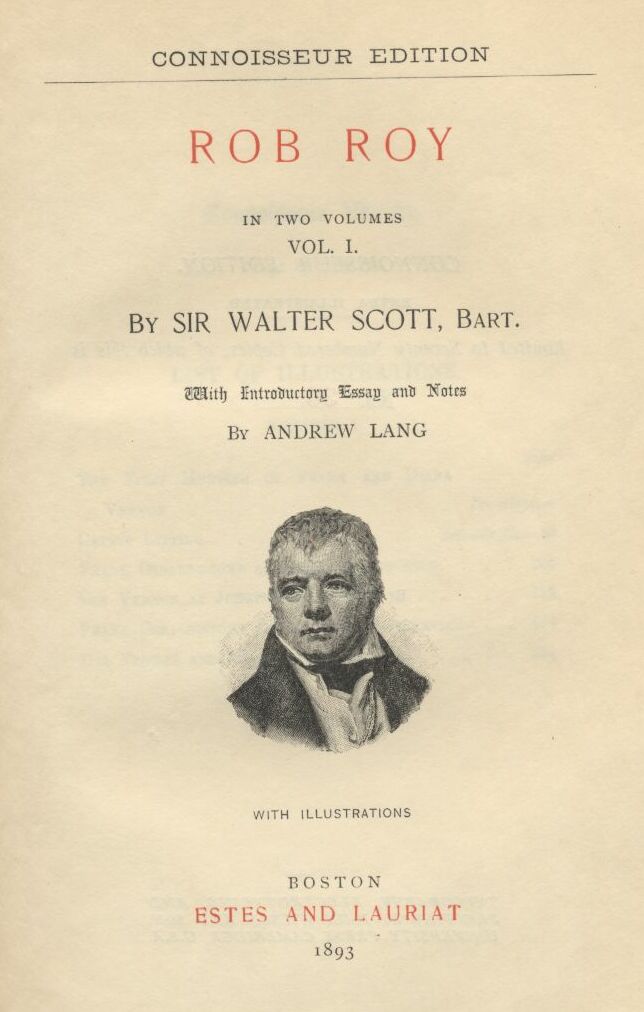 CONNOISSEUR EDITION
ROB ROY
IN TWO VOLUMES
VOL. I.
By SIR WALTER SCOTT, Bart.
With Introductory Essay and Notes
By ANDREW LANG
WITH ILLUSTRATIONS
BOSTON
ESTES AND LAURIAT
1893